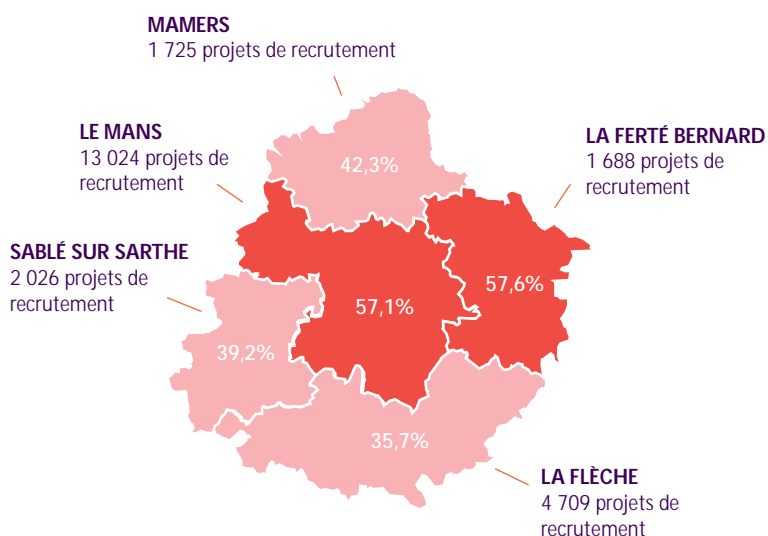 MAMERS
1 725 projets de recrutement
LE MANS
13 024 projets de
recrutement
LA FERTÉ BERNARD
1 688 projets de
recrutement
42,3%
SABLÉ SUR SARTHE
2 026 projets de
recrutement
57,6%
57,1%
39,2%
35,7%
LA FLÈCHE
4 709 projets de
recrutement